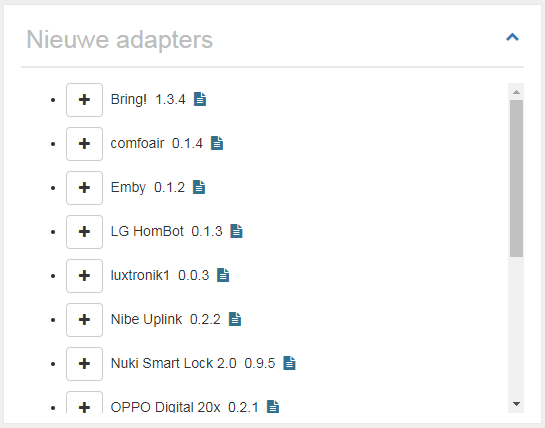 Nieuwe adapters
Bring! 1.3.4
comfoair 0.1.4
Emby 0.1.2
LG HomBot 0.1.3
luxtronik1 0.0.3
Nibe Uplink 0.2.2
Nuki Smart Lock 2.0 0.9.5
OPPO Digital 20x 0.2.1